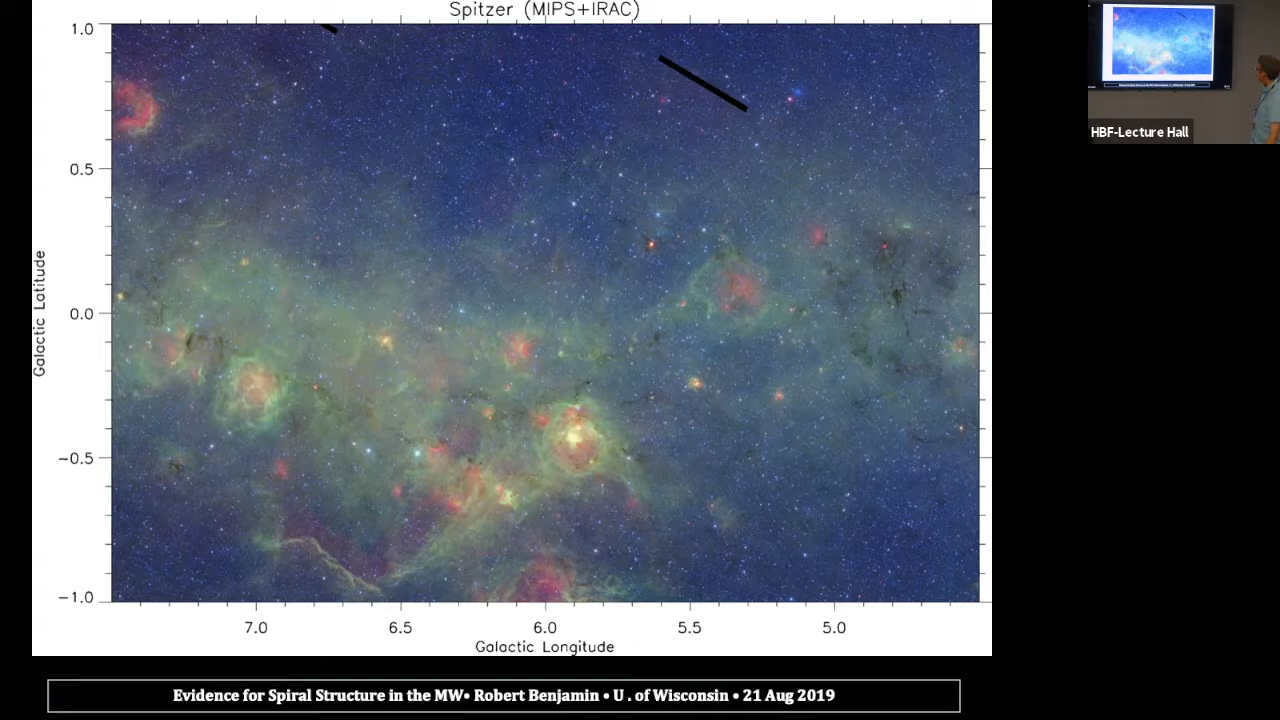 Spitzer (MIPS+IRAC)
1.0
0.5
0.0
−0.5
−1.0
Galactic Latitude
7.0 6.5 6.0 5.5 5.0
Galactic Longitude
Evidence for Spiral Structure in the MW• Robert Benjamin • U . of Wisconsin • 21 Aug 2019
HBF-Lecture Hall